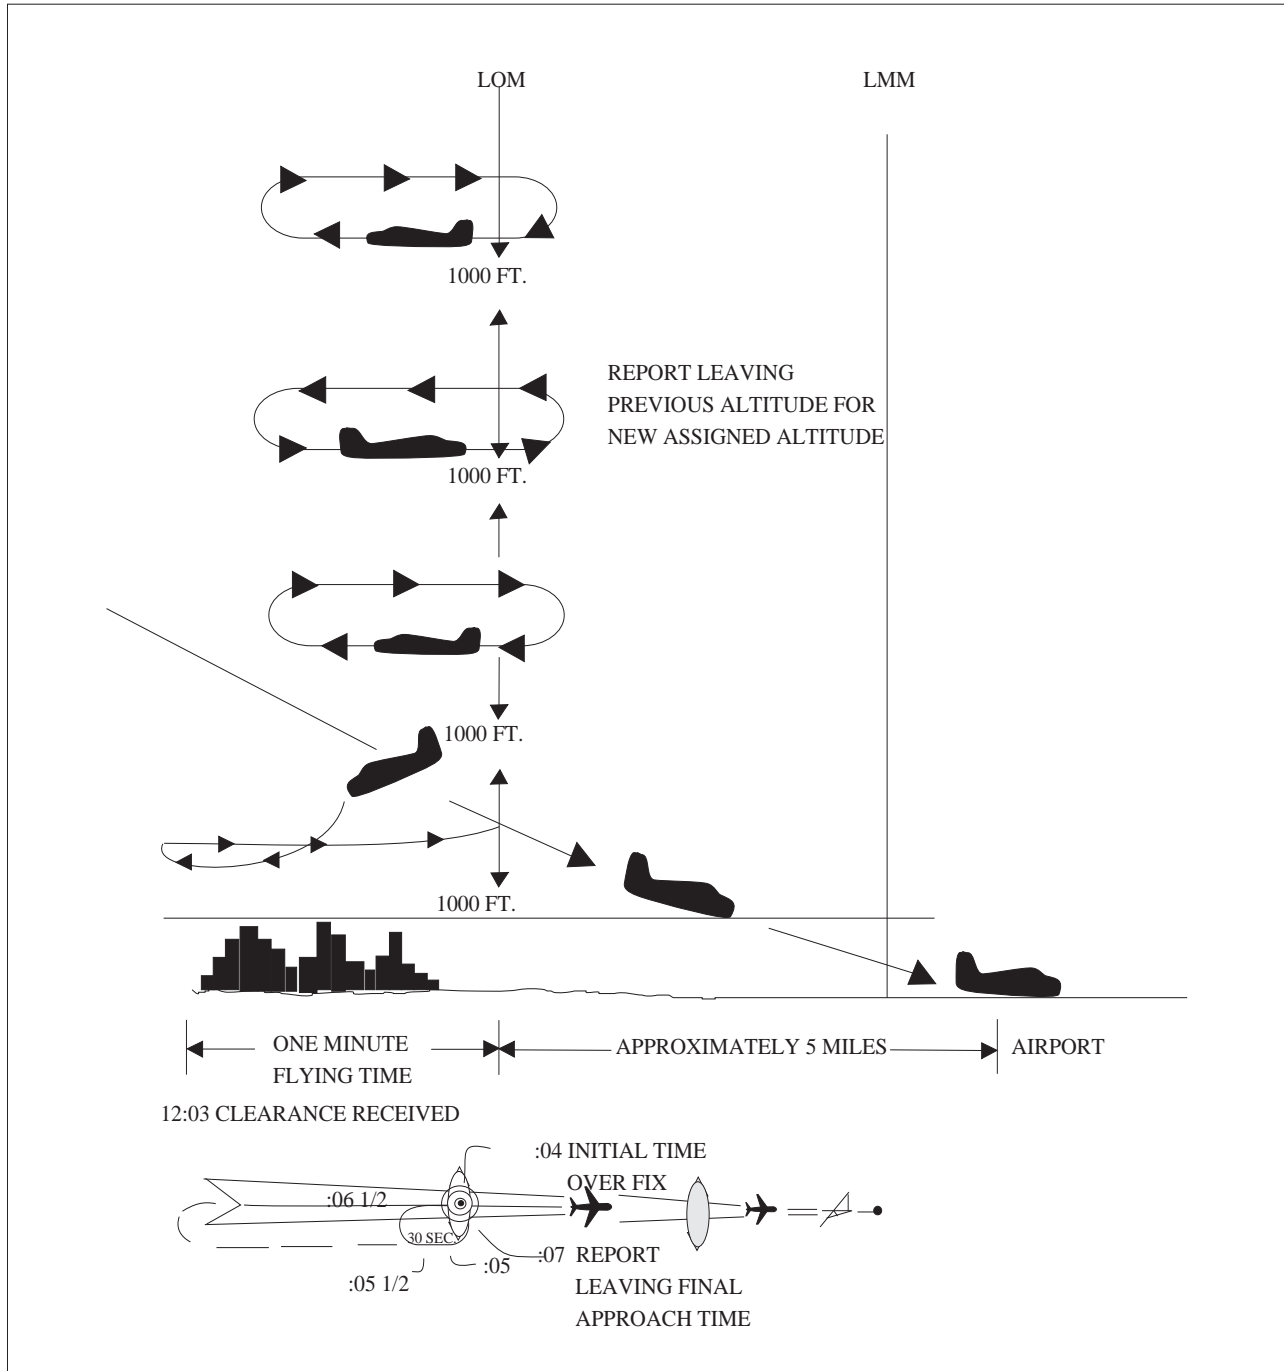 LOM
LMM
1000 FT.
REPORT LEAVING
PREVIOUS ALTITUDE FOR
NEW ASSIGNED ALTITUDE
1000 FT.
1000 FT.
1000 FT.
ONE MINUTE
FLYING TIME
APPROXIMATELY 5 MILES
AIRPORT
12:03 CLEARANCE RECEIVED
:04 INITIAL TIME
OVER FIX
:06 1/2
30 SEC.
:05
:05 1/2
:07 REPORT
LEAVING FINAL
APPROACH TIME